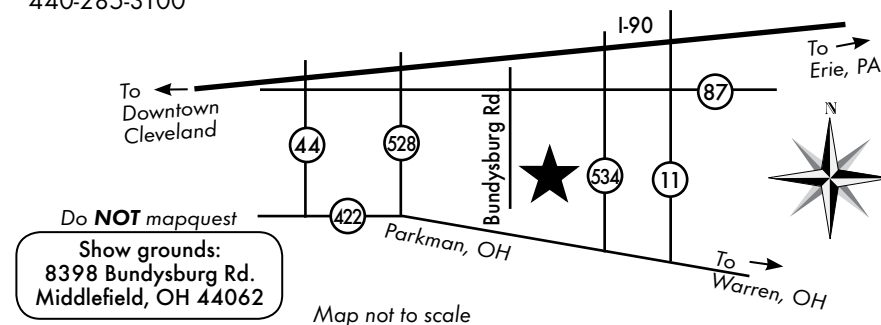 440-285-3100
I-90
To
Erie, PA
To
Downtown
Cleveland
87
N
Bundysburg Rd.
44
528
534
11
Do NOT mapquest
422
Parkman, OH
Show grounds:
8398 Bundysburg Rd.
Middlefield, OH 44062
To
Warren, OH
Map not to scale